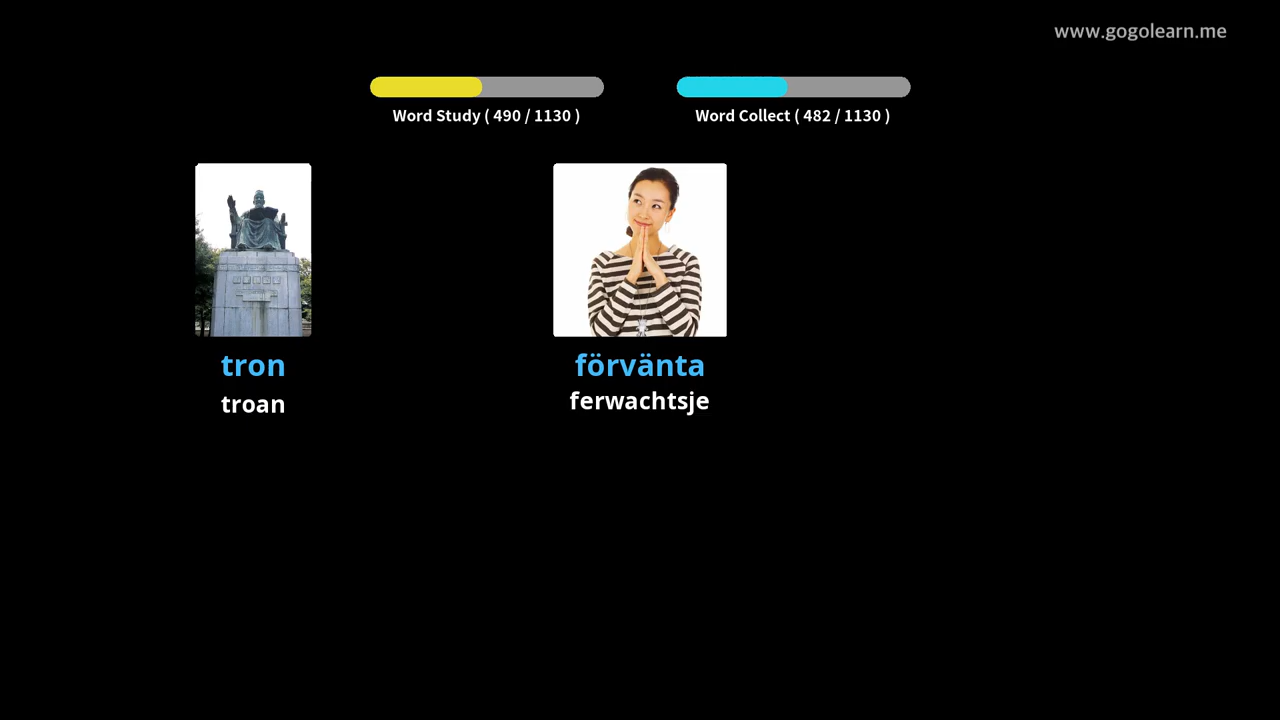 www.gogolearn.me
Word Study ( 490 / 1130 )
Word Collect ( 482 / 1130 )
tron
troan
förvänta
ferwachtsje